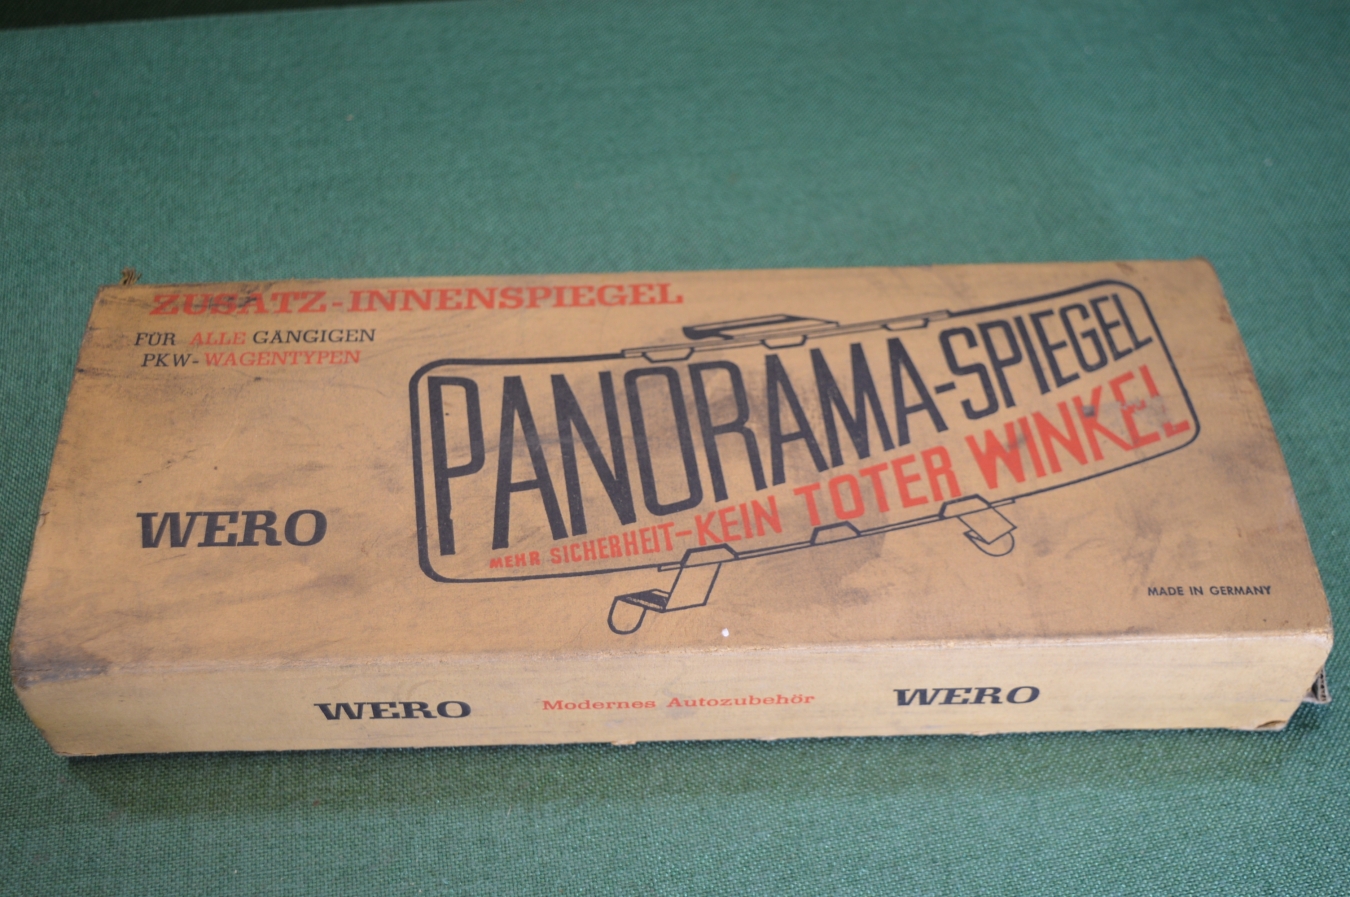 ZUSATZ-INNENSPIEGEL
FÜR ALLE GÄNGIGEN
PKW-WAGENTYPEN
PANORAMA-SPIEGEL
MEHR SICHERHEIT-KEIN TOTER WINKEL
WERO
MADE IN GERMANY
WERO Modernes Autozubehör WERO